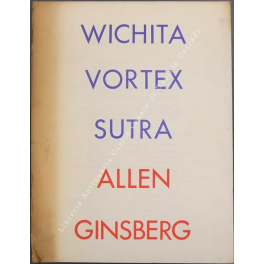 WICHITA
VORTEX
SUTRA
ALLEN
GINSBERG